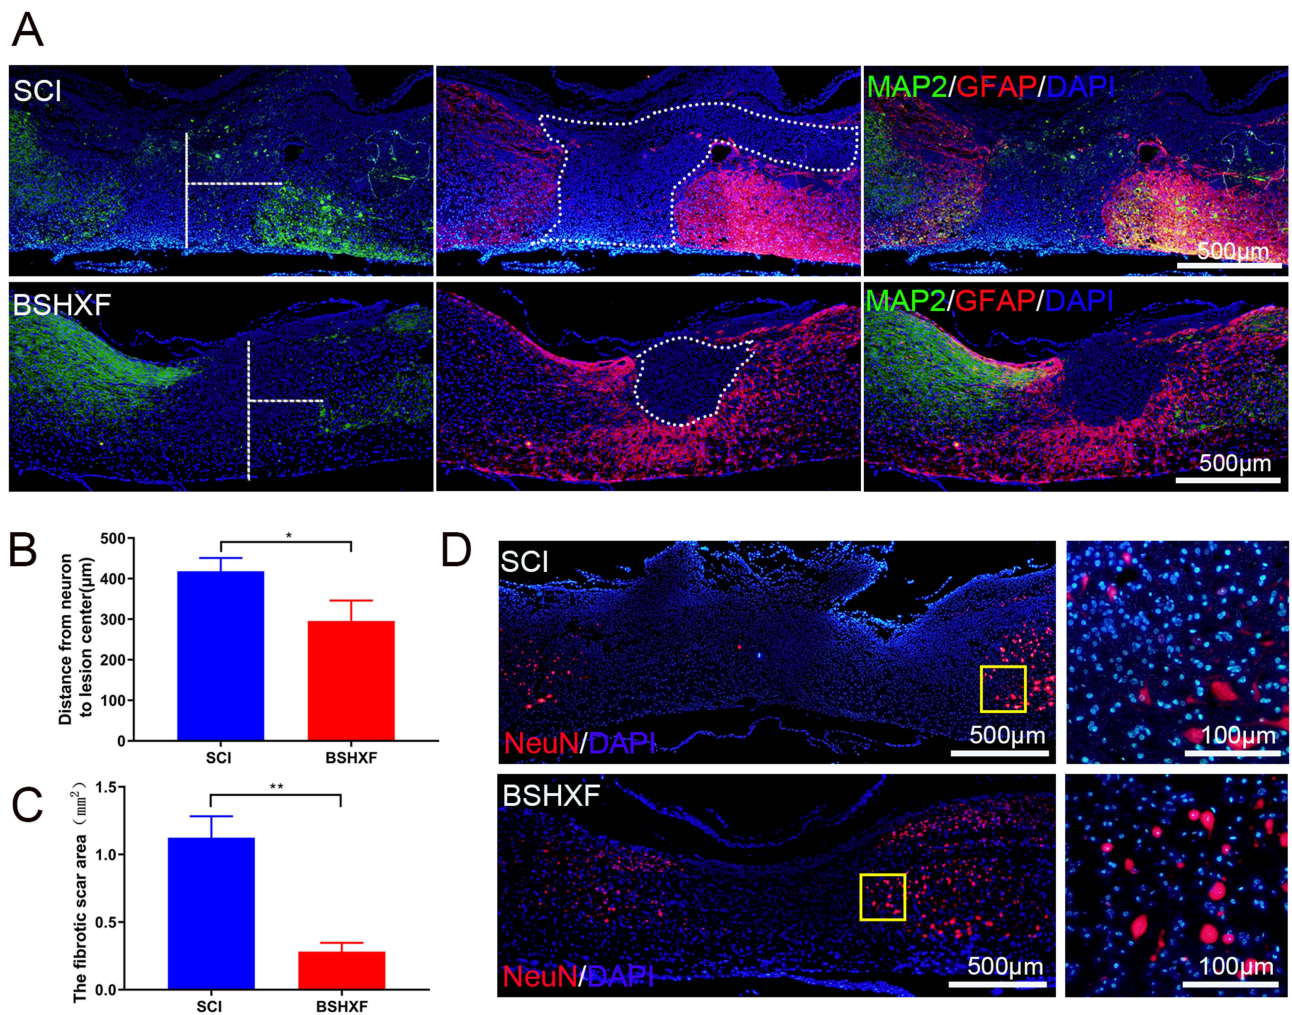 A
SCI
MAP2/GFAP/DAPI
500μm
BSHXF
MAP2/GFAP/DAPI
500μm
B
Distance from neuron
to lesion center(μm)
500
400
300
200
100
0
*
SCI
BSHXF
C
The fibrotic scar area（mm²）
1.5
1.0
0.5
0.0
**
SCI
BSHXF
D
SCI
NeuN/DAPI
500μm
100μm
BSHXF
NeuN/DAPI
500μm
100μm